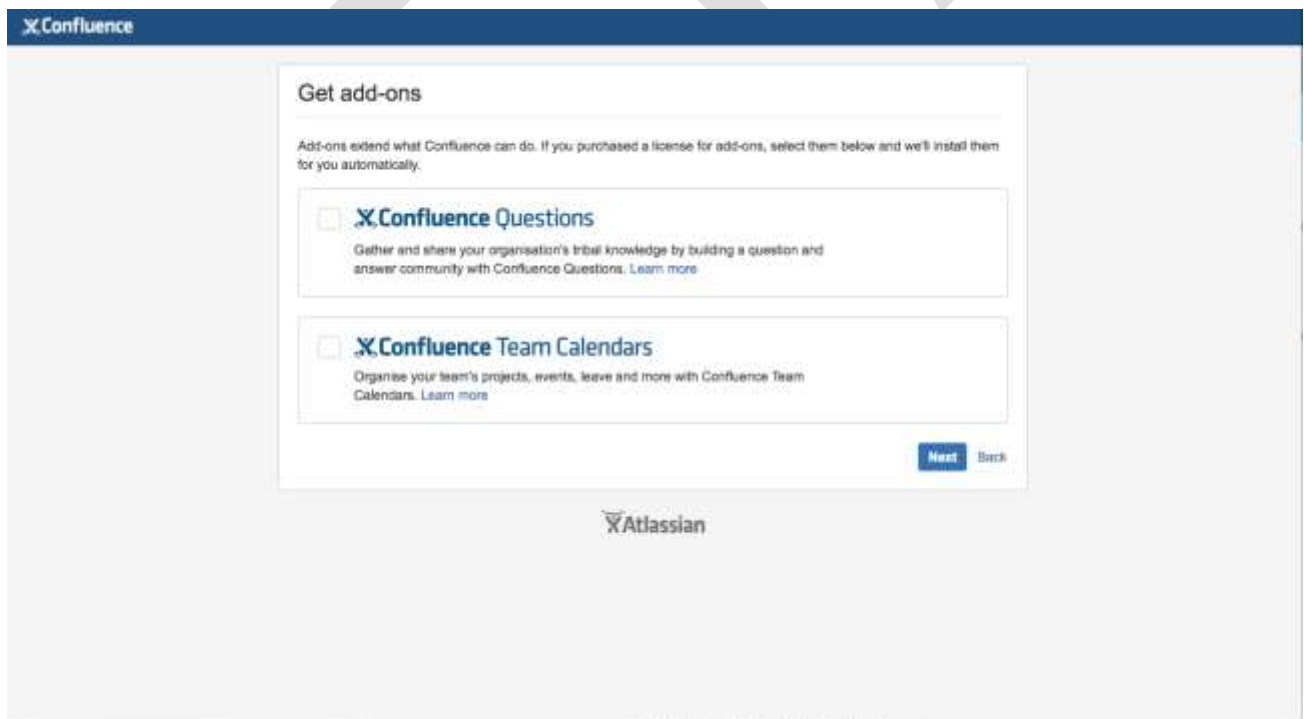 Confluence
Get add-ons
Add-ons extend what Confluence can do. If you purchased a license for add-ons, select them below and we'll install them
for you automatically.
Confluence Questions
Gather and share your organisation's tribal knowledge by building a question and
answer community with Confluence Questions. Learn more
Confluence Team Calendars
Organise your team's projects, events, leave and more with Confluence Team
Calendars. Learn more
Next Back
Atlassian